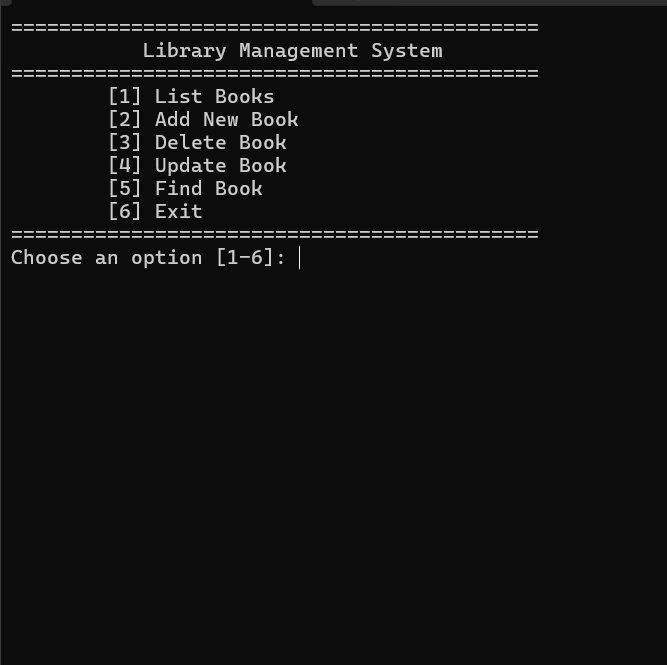 ============================================
Library Management System
============================================
[1] List Books
[2] Add New Book
[3] Delete Book
[4] Update Book
[5] Find Book
[6] Exit
============================================
Choose an option [1-6]: